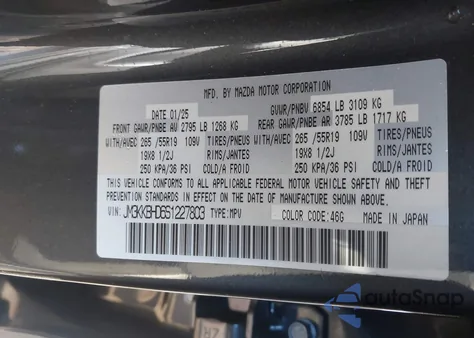 MFD. BY MAZDA MOTOR CORPORATION
DATE 01/25 GVWR/PNBV 6854 LB 3109 KG
FRONT GAWR/PNBE AV 2795 LB 1268 KG REAR GAWR/PNBE AR 3785 LB 1717 KG
WITH/AVEC 265 /55R19 109V TIRES/PNEUS WITH/AVEC 265 /55R19 109V TIRES/PNEUS
19X8 1/2J RIMS/JANTES 19X8 1/2J RIMS/JANTES
250 KPA/36 PSI COLD/A FROID 250 KPA/36 PSI COLD/A FROID
THIS VEHICLE CONFORMS TO ALL APPLICABLE FEDERAL MOTOR VEHICLE SAFETY, BUMPER AND THEFT
PREVENTION STANDARDS IN EFFECT ON THE DATE OF MANUFACTURE SHOWN ABOVE.
VIN: JM3KKBHD6S1227803 TYPE:MPV COLOR CODE:46G MADE IN JAPAN
autoSnap